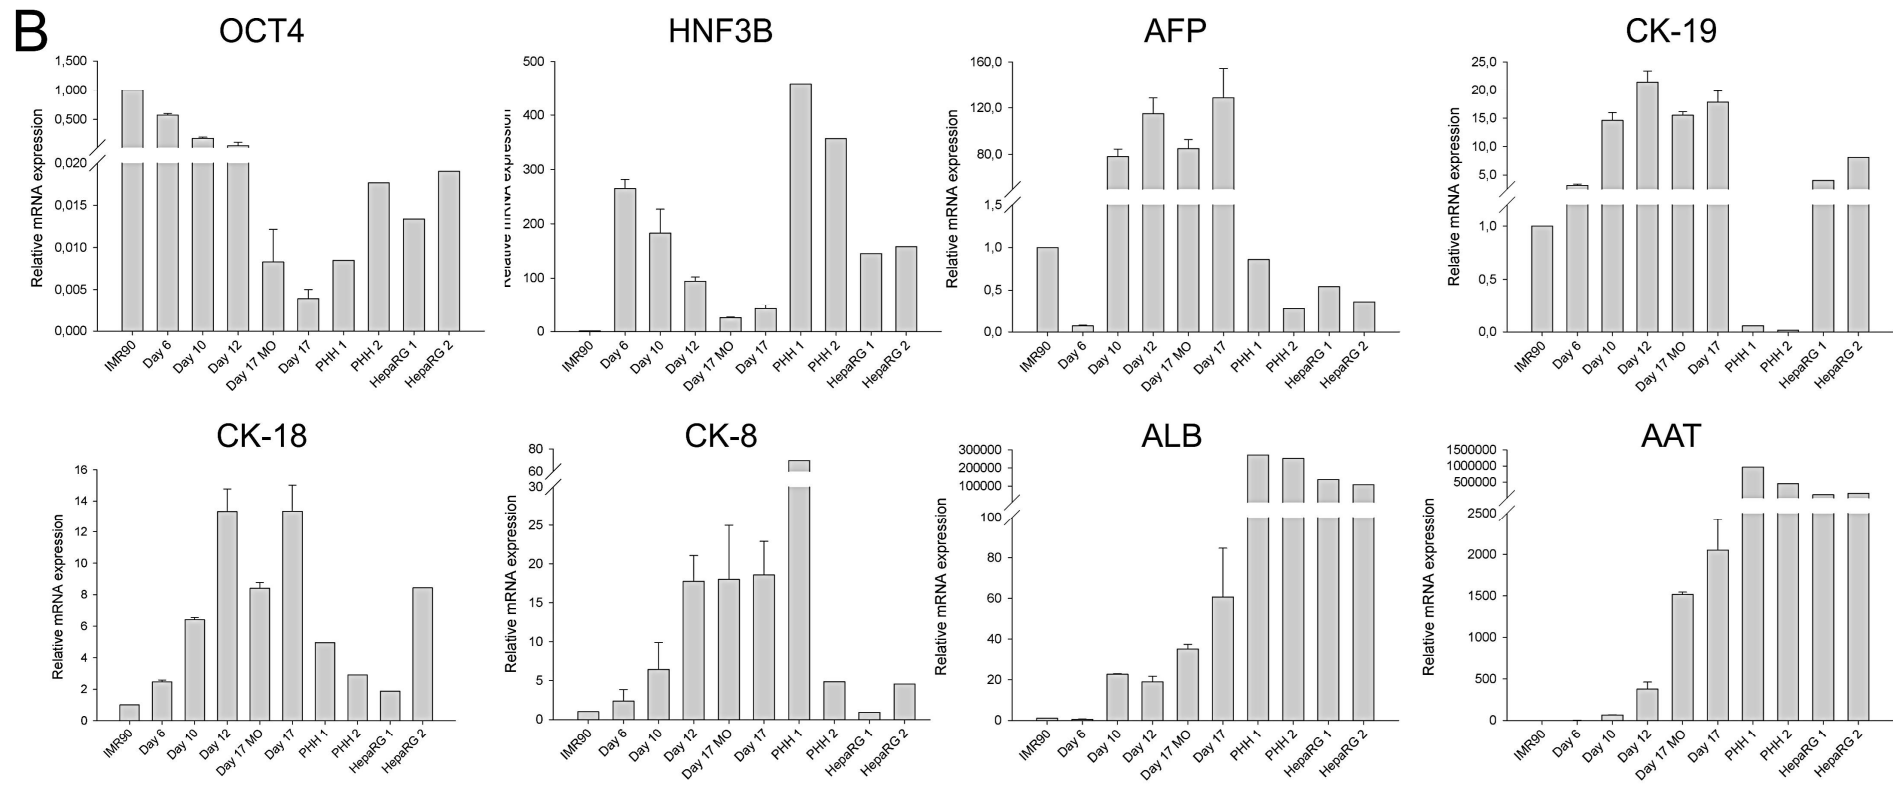 B
OCT4
Relative mRNA expression
1,500
1,000
0,500
0,020
0,015
0,010
0,005
0,000
IMR90
Day 6
Day 10
Day 12
Day 17 MO
Day 17
PHH 1
PHH 2
HepaRG 1
HepaRG 2
HNF3B
Relative mRNA expression
500
400
300
200
100
0
IMR90
Day 6
Day 10
Day 12
Day 17 MO
Day 17
PHH 1
PHH 2
HepaRG 1
HepaRG 2
AFP
Relative mRNA expression
160,0
120,0
80,0
1,5
1,0
0,5
0,0
IMR90
Day 6
Day 10
Day 12
Day 17 MO
Day 17
PHH 1
PHH 2
HepaRG 1
HepaRG 2
CK-19
Relative mRNA expression
25,0
20,0
15,0
10,0
5,0
1,0
0,5
0,0
IMR90
Day 6
Day 10
Day 12
Day 17 MO
Day 17
PHH 1
PHH 2
HepaRG 1
HepaRG 2
CK-18
Relative mRNA expression
16
14
12
10
8
6
4
2
0
IMR90
Day 6
Day 10
Day 12
Day 17 MO
Day 17
PHH 1
PHH 2
HepaRG 1
HepaRG 2
CK-8
Relative mRNA expression
80
60
30
25
20
15
10
5
0
IMR90
Day 6
Day 10
Day 12
Day 17 MO
Day 17
PHH 1
PHH 2
HepaRG 1
HepaRG 2
ALB
Relative mRNA expression
300000
200000
100000
100
80
60
40
20
0
IMR90
Day 6
Day 10
Day 12
Day 17 MO
Day 17
PHH 1
PHH 2
HepaRG 1
HepaRG 2
AAT
Relative mRNA expression
1500000
1000000
500000
2500
2000
1500
1000
500
0
IMR90
Day 6
Day 10
Day 12
Day 17 MO
Day 17
PHH 1
PHH 2
HepaRG 1
HepaRG 2